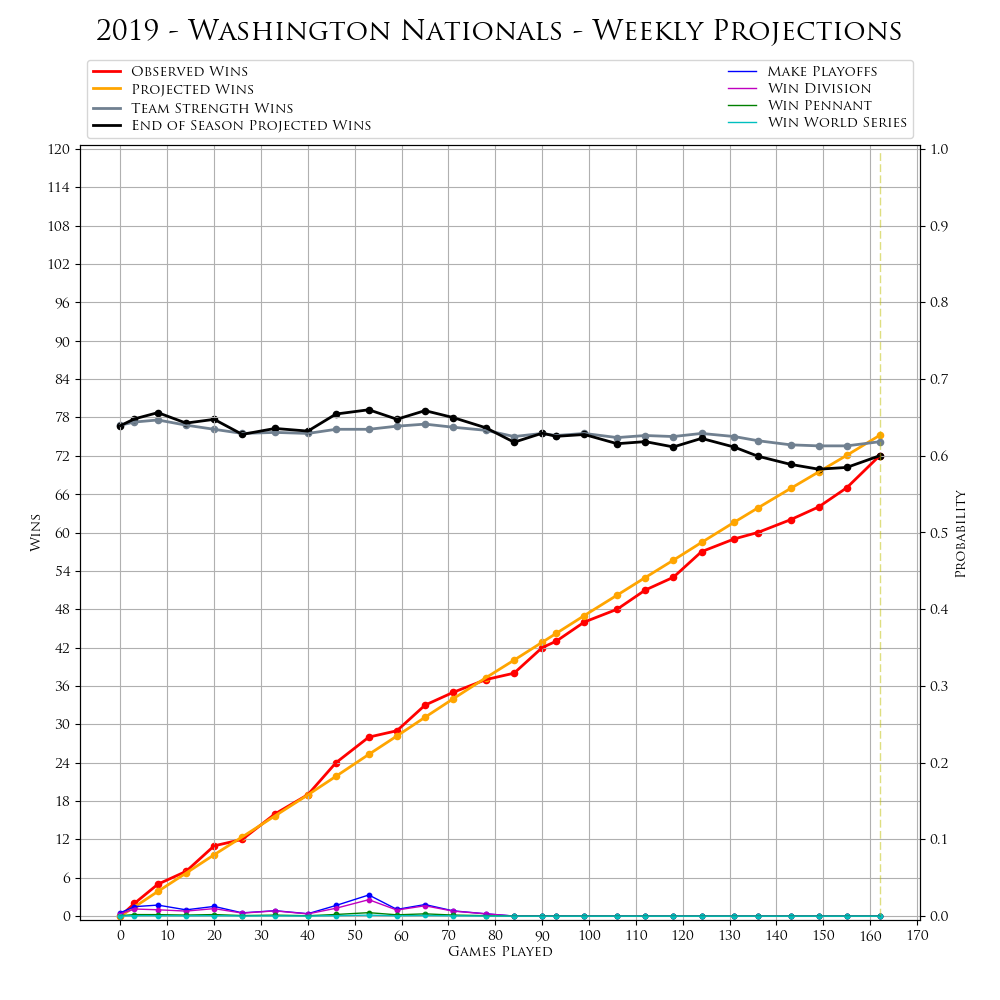 2019 - Washington Nationals - Weekly Projections
Observed Wins
Projected Wins
Team Strength Wins
End of Season Projected Wins
Make Playoffs
Win Division
Win Pennant
Win World Series
120
114
108
102
96
90
84
78
72
66
60
54
48
42
36
30
24
18
12
6
0
Wins
1.0
0.9
0.8
0.7
0.6
0.5
0.4
0.3
0.2
0.1
0.0
Probability
0 10 20 30 40 50 60 70 80 90 100 110 120 130 140 150 160 170
Games Played